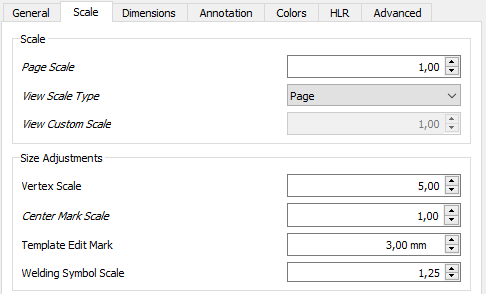 General Scale Dimensions Annotation Colors HLR Advanced
Scale
Page Scale 1,00
View Scale Type Page
View Custom Scale 1,00
Size Adjustments
Vertex Scale 5,00
Center Mark Scale 1,00
Template Edit Mark 3,00 mm
Welding Symbol Scale 1,25